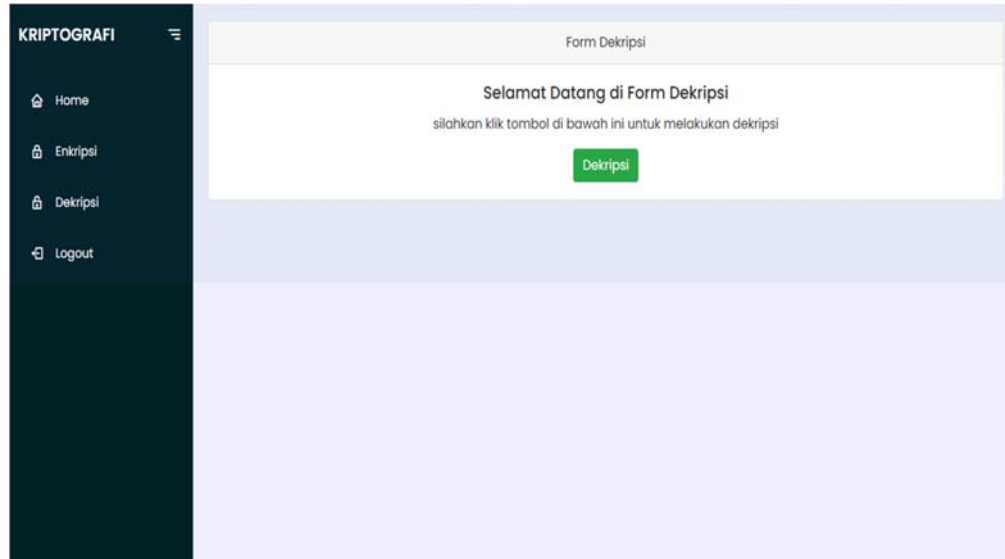 KRIPTOGRAFI
Home
Enkripsi
Dekripsi
Logout
Form Dekripsi
Selamat Datang di Form Dekripsi
silahkan klik tombol di bawah ini untuk melakukan dekripsi
Dekripsi